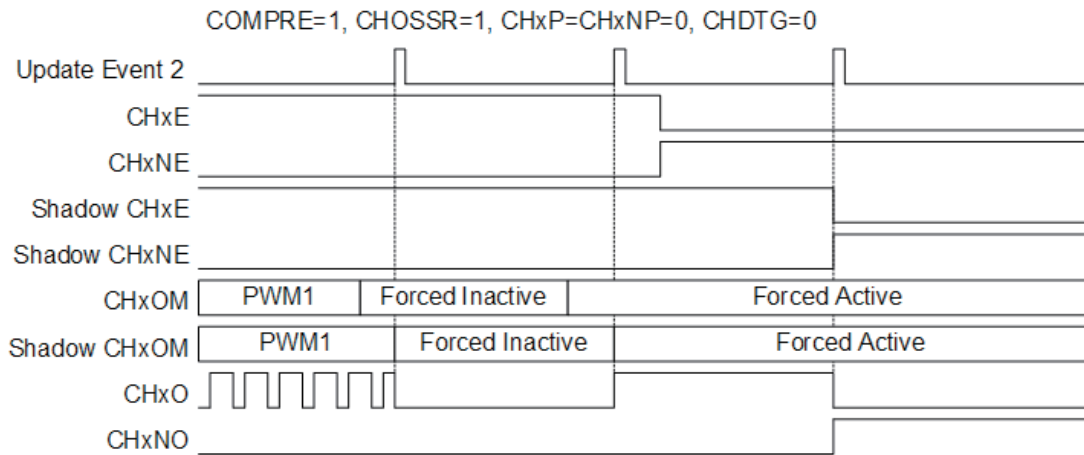 COMPRE=1, CHOSSR=1, CHxP=CHxNP=0, CHDTG=0
Update Event 2
CHxE
CHxNE
Shadow CHxE
Shadow CHxNE
CHxOM PWM1 Forced Inactive Forced Active
Shadow CHxOM PWM1 Forced Inactive Forced Active
CHxO
CHxNO